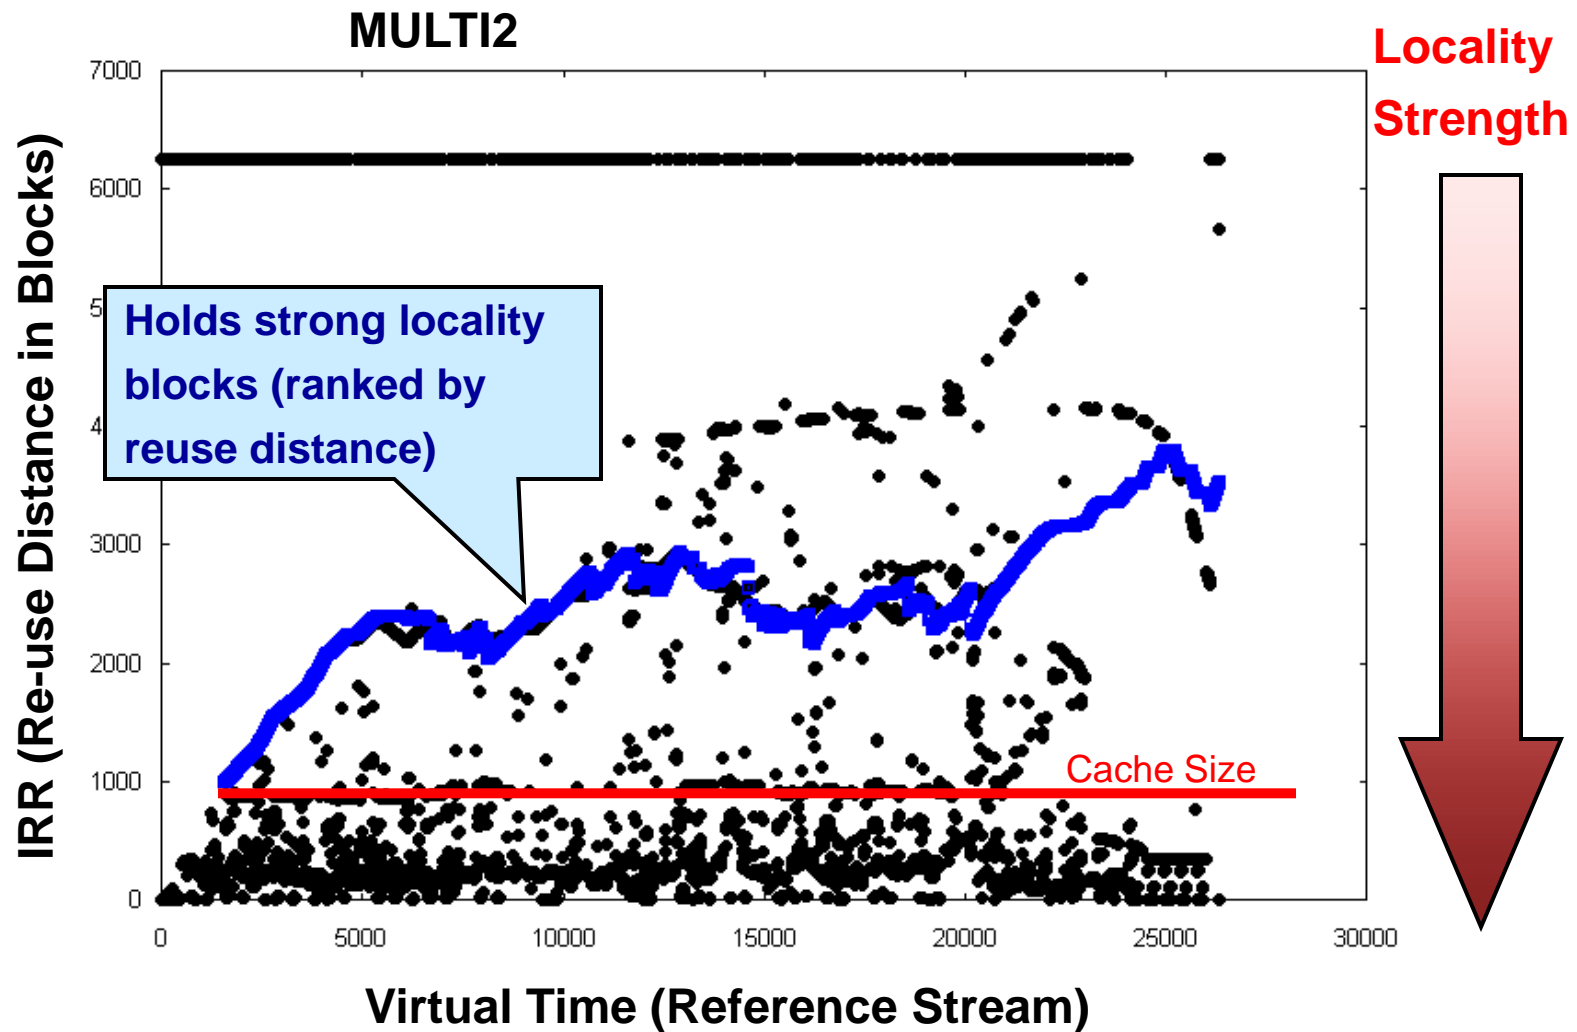 MULTI2
Locality
Strength
IRR (Re-use Distance in Blocks)
7000
6000
5
4
3000
2000
1000
0
Holds strong locality
blocks (ranked by
reuse distance)
Cache Size
0
5000
10000
15000
20000
25000
30000
Virtual Time (Reference Stream)